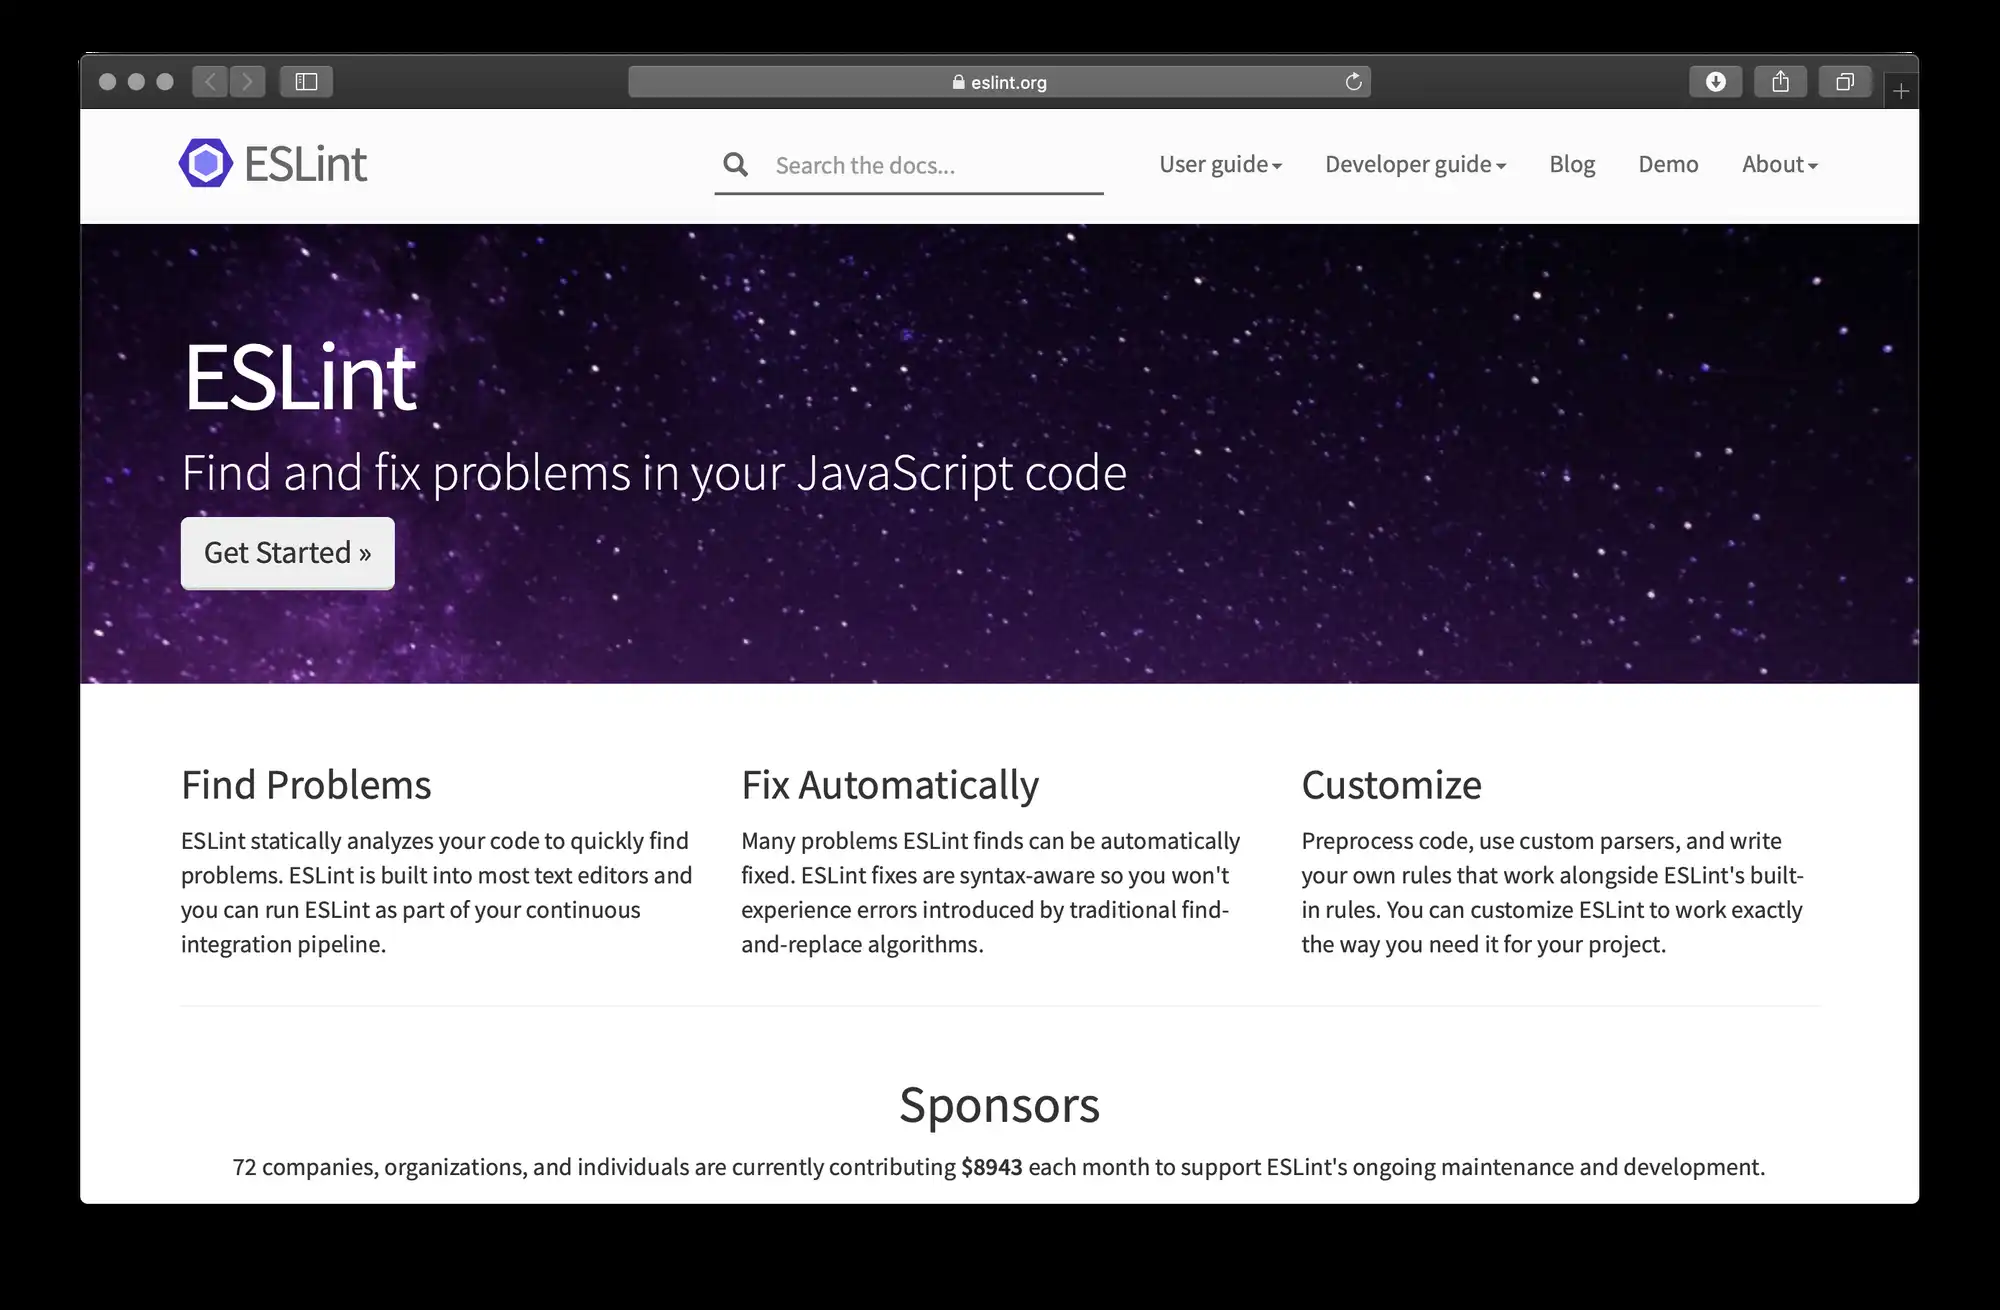 eslint.org
ESLint
Search the docs...
User guide
Developer guide
Blog
Demo
About
ESLint
Find and fix problems in your JavaScript code
Get Started »
Find Problems
ESLint statically analyzes your code to quickly find
problems. ESLint is built into most text editors and
you can run ESLint as part of your continuous
integration pipeline.
Fix Automatically
Many problems ESLint finds can be automatically
fixed. ESLint fixes are syntax-aware so you won't
experience errors introduced by traditional find-
and-replace algorithms.
Customize
Preprocess code, use custom parsers, and write
your own rules that work alongside ESLint's built-
in rules. You can customize ESLint to work exactly
the way you need it for your project.
Sponsors
72 companies, organizations, and individuals are currently contributing $8943 each month to support ESLint's ongoing maintenance and development.